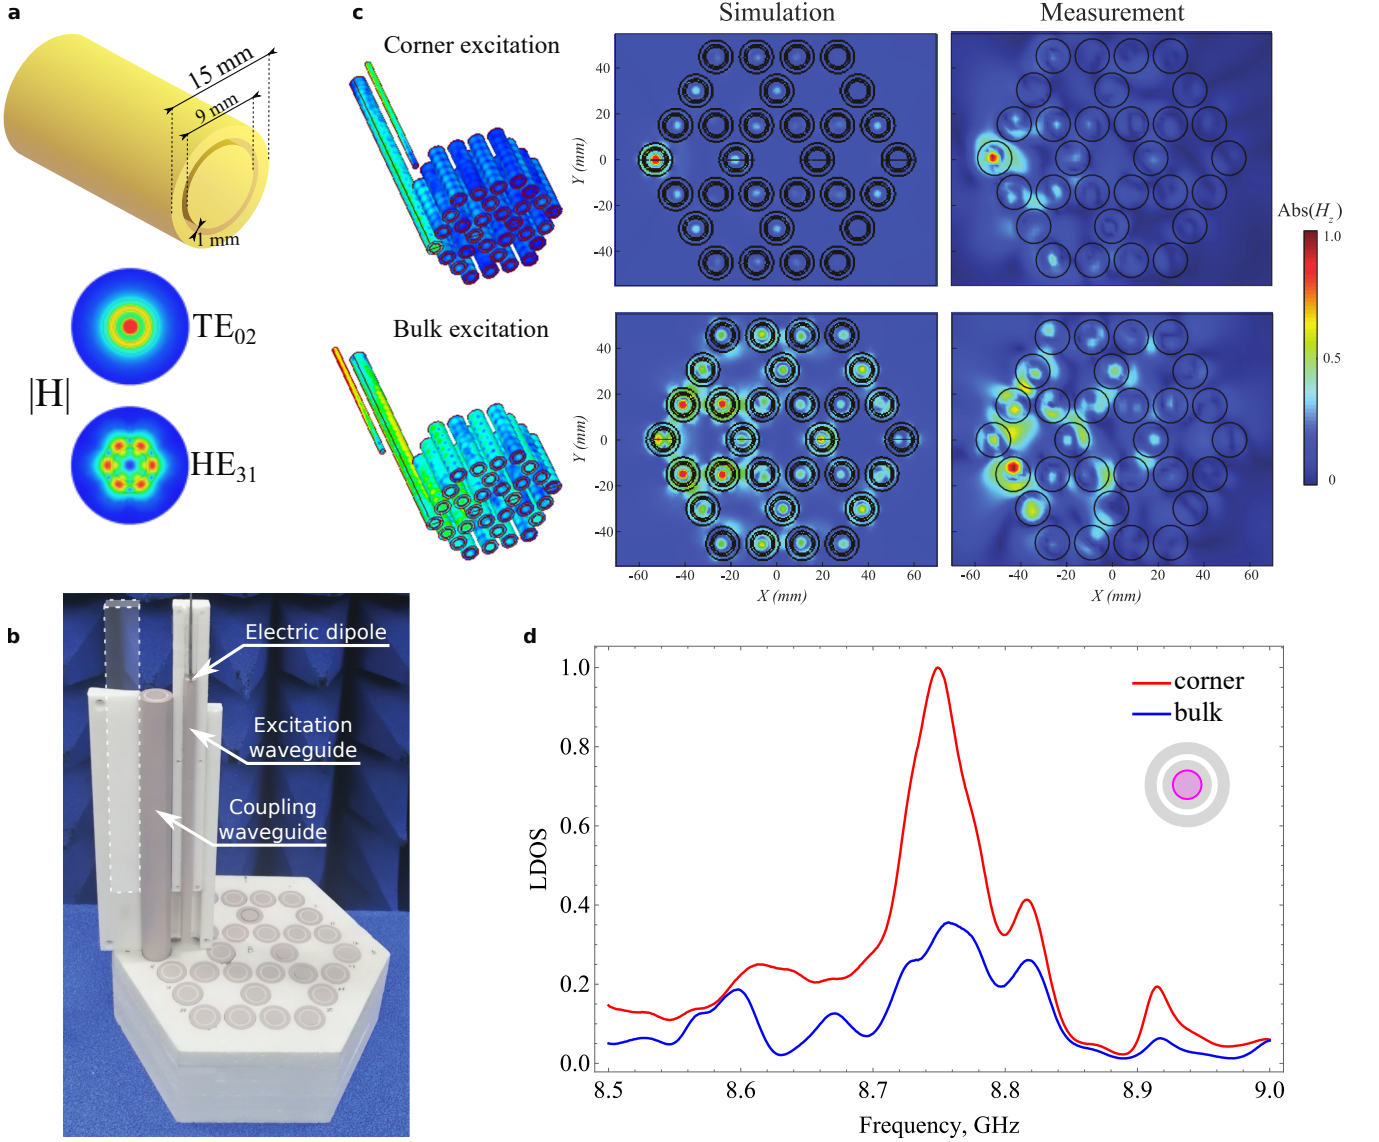 a
15 mm
9 mm
1 mm
|H|
TE₀₂
HE₃₁
b
Electric dipole
Excitation
waveguide
Coupling
waveguide
c
Corner excitation
Bulk excitation
Simulation
Measurement
Y (mm)
40
20
0
-20
-40
Y (mm)
40
20
0
-20
-40
-60 -40 -20 0 20 40 60
X (mm)
-60 -40 -20 0 20 40 60
X (mm)
Abs(H_z)
1.0
0.5
0
d
LDOS
1.0
0.8
0.6
0.4
0.2
0.0
8.5 8.6 8.7 8.8 8.9 9.0
Frequency, GHz
corner
bulk